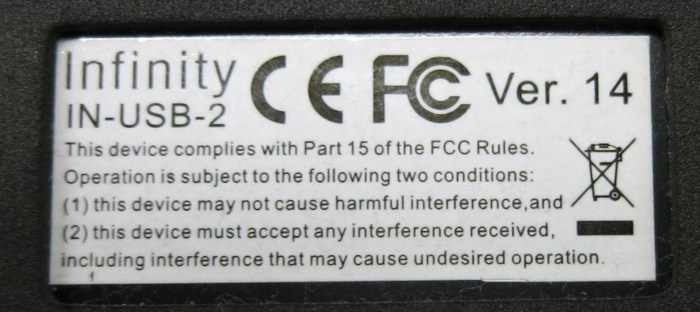 Infinity
IN-USB-2
CE FC Ver. 14
This device complies with Part 15 of the FCC Rules.
Operation is subject to the following two conditions:
(1) this device may not cause harmful interference,and
(2) this device must accept any interference received,
including interference that may cause undesired operation.